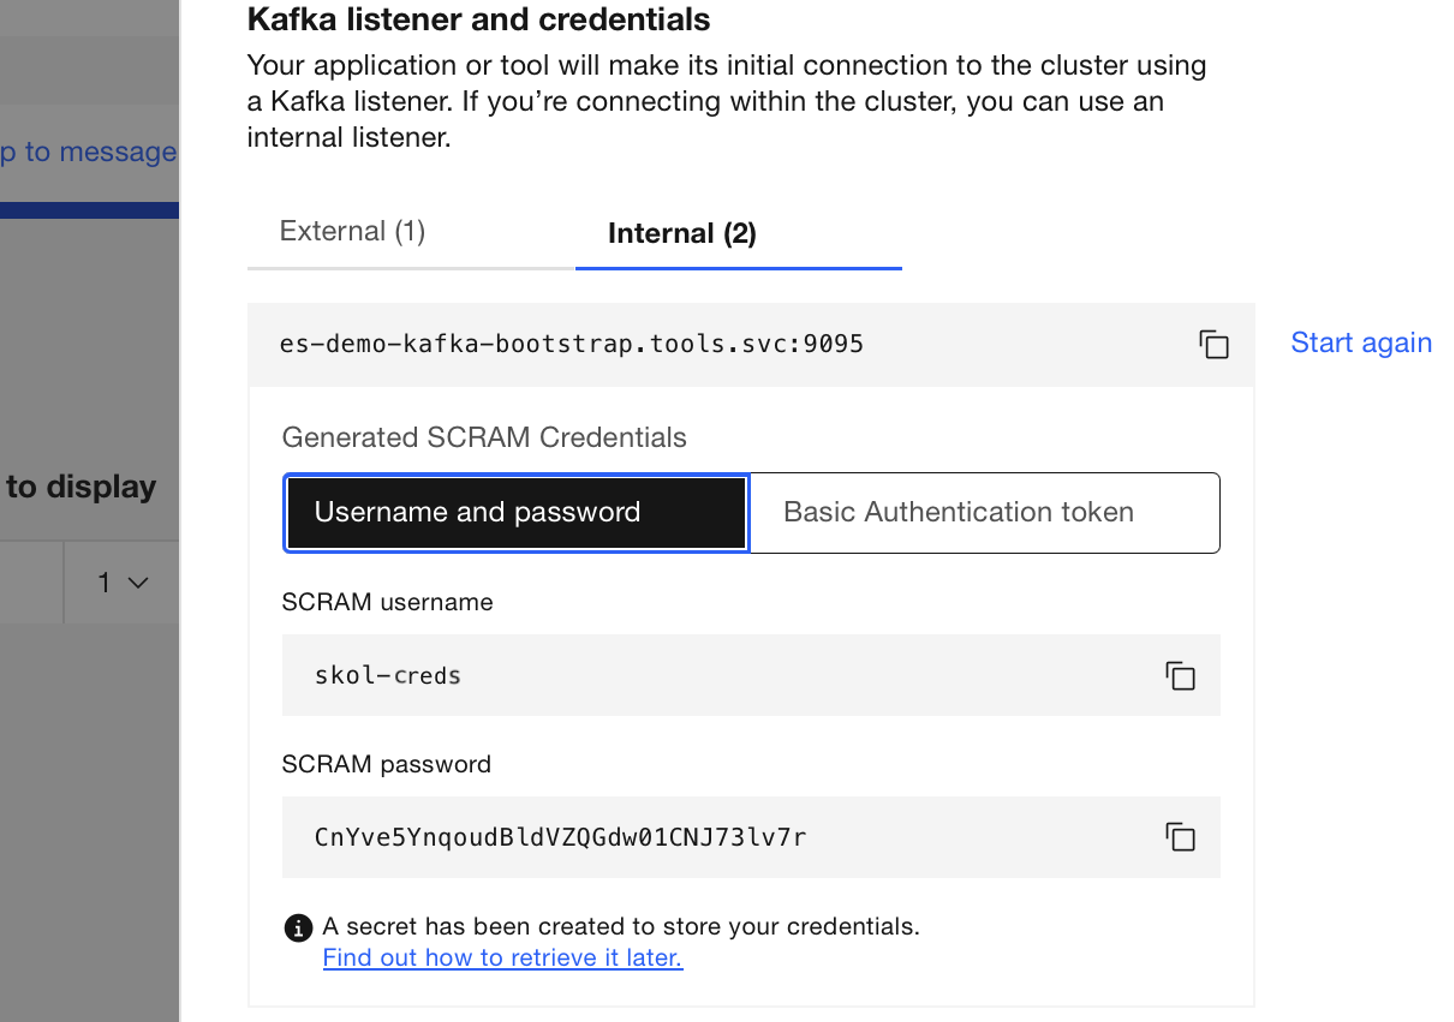 Kafka listener and credentials
Your application or tool will make its initial connection to the cluster using
a Kafka listener. If you’re connecting within the cluster, you can use an
internal listener.
p to message
External (1)
Internal (2)
es-demo-kafka-bootstrap.tools.svc:9095
Start again
Generated SCRAM Credentials
to display
Username and password
Basic Authentication token
1
SCRAM username
skol-creds
SCRAM password
CnYve5YnqoudBldVZQGdw01CNJ73lv7r
A secret has been created to store your credentials.
Find out how to retrieve it later.